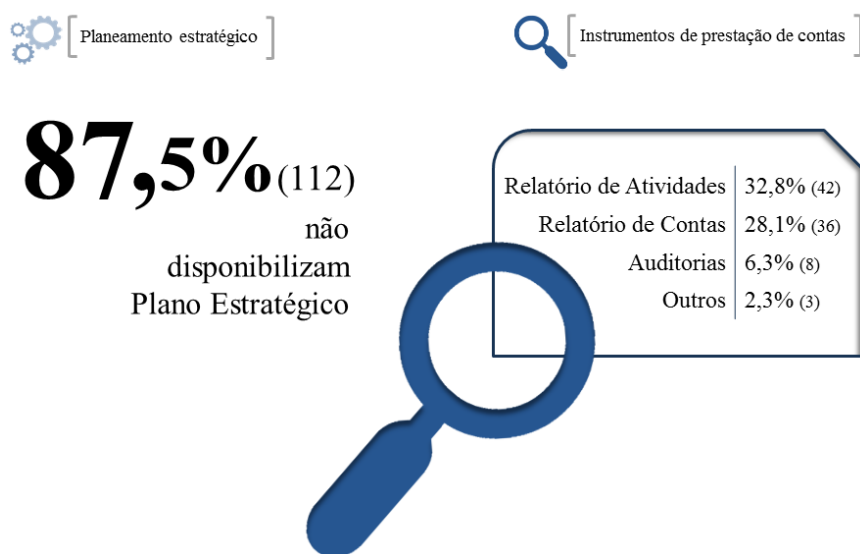 Planeamento estratégico
Instrumentos de prestação de contas
87,5% (112)
não
disponibilizam
Plano Estratégico
Relatório de Atividades 32,8% (42)
Relatório de Contas 28,1% (36)
Auditorias 6,3% (8)
Outros 2,3% (3)